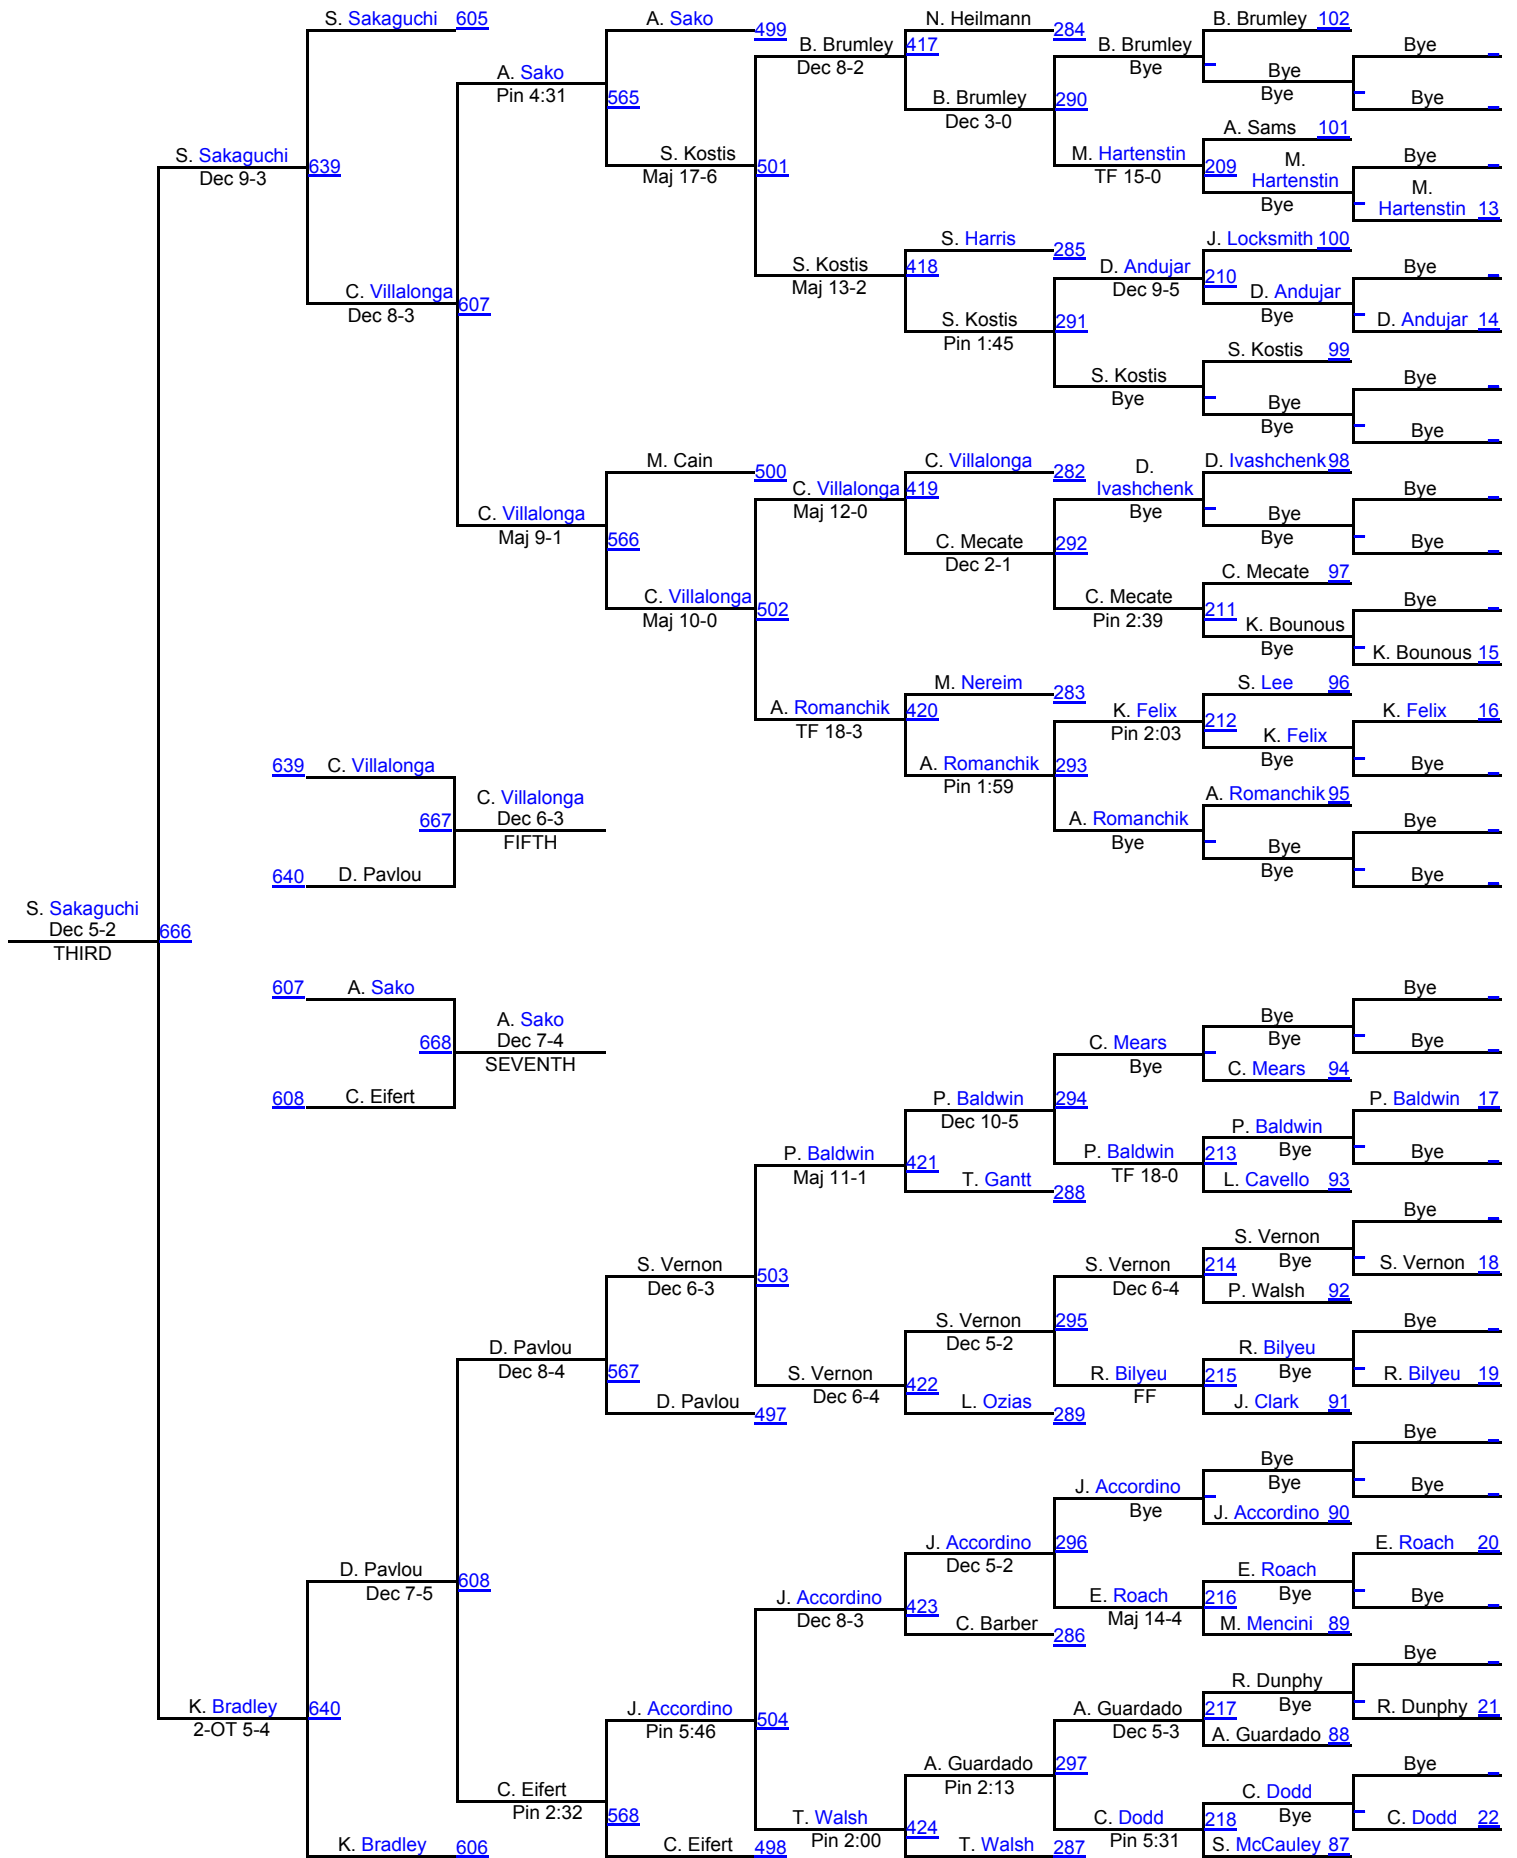 S. Sakaguchi 605
A. Sako 499
N. Heilmann 284
B. Brumley 102
B. Brumley 417
Dec 8-2
B. Brumley
Bye
Bye
Bye
Bye
Bye
A. Sako
Pin 4:31
565
B. Brumley 290
Dec 3-0
A. Sams 101
S. Sakaguchi 639
Dec 9-3
S. Kostis 501
Maj 17-6
M. Hartenstin 209
TF 15-0
M.
Hartenstin
Bye
Bye
M.
Hartenstin 13
S. Harris 285
J. Locksmith 100
S. Kostis 418
Maj 13-2
D. Andujar 210
Dec 9-5
Bye
D. Andujar
Bye
C. Villalonga 607
Dec 8-3
S. Kostis 291
Pin 1:45
D. Andujar 14
S. Kostis 99
S. Kostis
Bye
Bye
Bye
Bye
Bye
M. Cain 500
C. Villalonga 282
D.
Ivashchenk
Bye
D. Ivashchenk 98
C. Villalonga 419
Maj 12-0
Bye
C. Villalonga 566
Maj 9-1
Bye
Bye
C. Mecate 292
Dec 2-1
Bye
C. Mecate 97
C. Villalonga 502
Maj 10-0
C. Mecate 211
Pin 2:39
Bye
K. Bounous
Bye
K. Bounous 15
M. Nereim 283
S. Lee 96
A. Romanchik 420
TF 18-3
K. Felix 212
Pin 2:03
K. Felix 16
K. Felix
Bye
639 C. Villalonga
A. Romanchik 293
Pin 1:59
Bye
C. Villalonga
667 Dec 6-3
FIFTH
A. Romanchik 95
A. Romanchik
Bye
Bye
Bye
Bye
640 D. Pavlou
Bye
S. Sakaguchi
Dec 5-2 666
THIRD
607 A. Sako
Bye
A. Sako
668 Dec 7-4
SEVENTH
Bye
Bye
Bye
C. Mears
Bye
C. Mears 94
608 C. Eifert
P. Baldwin 294
Dec 10-5
P. Baldwin 17
P. Baldwin
Bye
P. Baldwin 421
Maj 11-1
P. Baldwin 213
TF 18-0
Bye
T. Gantt 288
L. Cavello 93
Bye
S. Vernon
Bye
S. Vernon 503
Dec 6-3
S. Vernon 214
Dec 6-4
S. Vernon 18
P. Walsh 92
S. Vernon 295
Dec 5-2
Bye
D. Pavlou 567
Dec 8-4
R. Bilyeu
Bye
S. Vernon 422
Dec 6-4
R. Bilyeu 215
FF
R. Bilyeu 19
D. Pavlou 497
L. Ozias 289
J. Clark 91
Bye
Bye
Bye
J. Accordino
Bye
Bye
J. Accordino 90
J. Accordino 296
Dec 5-2
E. Roach 20
D. Pavlou 608
Dec 7-5
E. Roach
Bye
J. Accordino 423
Dec 8-3
E. Roach 216
Maj 14-4
Bye
C. Barber 286
M. Mencini 89
Bye
K. Bradley 640
2-OT 5-4
J. Accordino 504
Pin 5:46
A. Guardado 217
Dec 5-3
R. Dunphy
Bye
R. Dunphy 21
A. Guardado 88
A. Guardado 297
Pin 2:13
Bye
C. Eifert 568
Pin 2:32
C. Dodd
Bye
T. Walsh 424
Pin 2:00
C. Dodd 218
Pin 5:31
C. Dodd 22
K. Bradley 606
C. Eifert 498
T. Walsh 287
S. McCauley 87